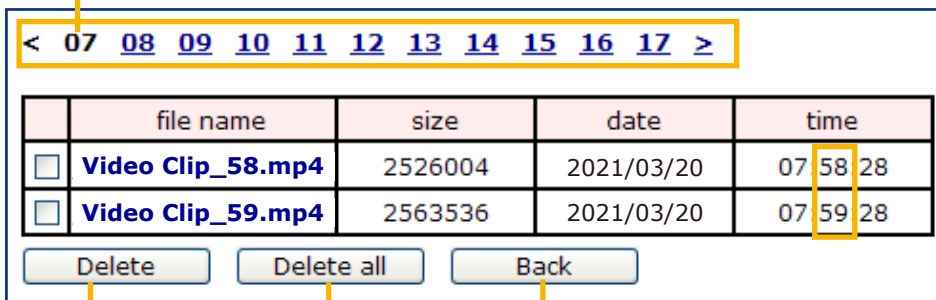 < 07 08 09 10 11 12 13 14 15 16 17 >
file name size date time
Video Clip_58.mp4 2526004 2021/03/20 07:58:28
Video Clip_59.mp4 2563536 2021/03/20 07:59:28
Delete Delete all Back